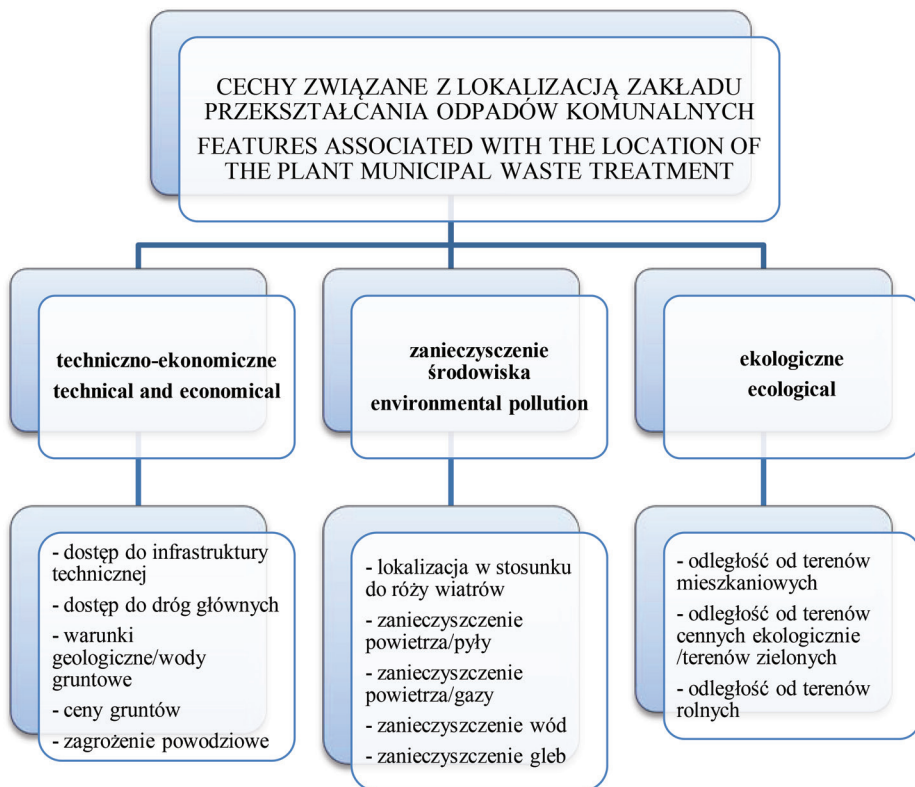 CECHY ZWIĄZANE Z LOKALIZACJĄ ZAKŁADU
PRZEKSZTAŁCANIA ODPADÓW KOMUNALNYCH
FEATURES ASSOCIATED WITH THE LOCATION OF
THE PLANT MUNICIPAL WASTE TREATMENT
techniczno-ekonomiczne
technical and economical
zanieczysczenie
środowiska
environmental pollution
ekologiczne
ecological
- dostęp do infrastruktury
technicznej
- dostęp do dróg głównych
- warunki
geologiczne/wody
gruntowe
- ceny gruntów
- zagrożenie powodziowe
- lokalizacja w stosunku
do róży wiatrów
- zanieczyszczenie
powietrza/pyły
- zanieczyszczenie
powietrza/gazy
- zanieczyszczenie wód
- zanieczyszczenie gleb
- odległość od terenów
mieszkaniowych
- odległość od terenów
cennych ekologicznie
/terenów zielonych
- odległość od terenów
rolnych